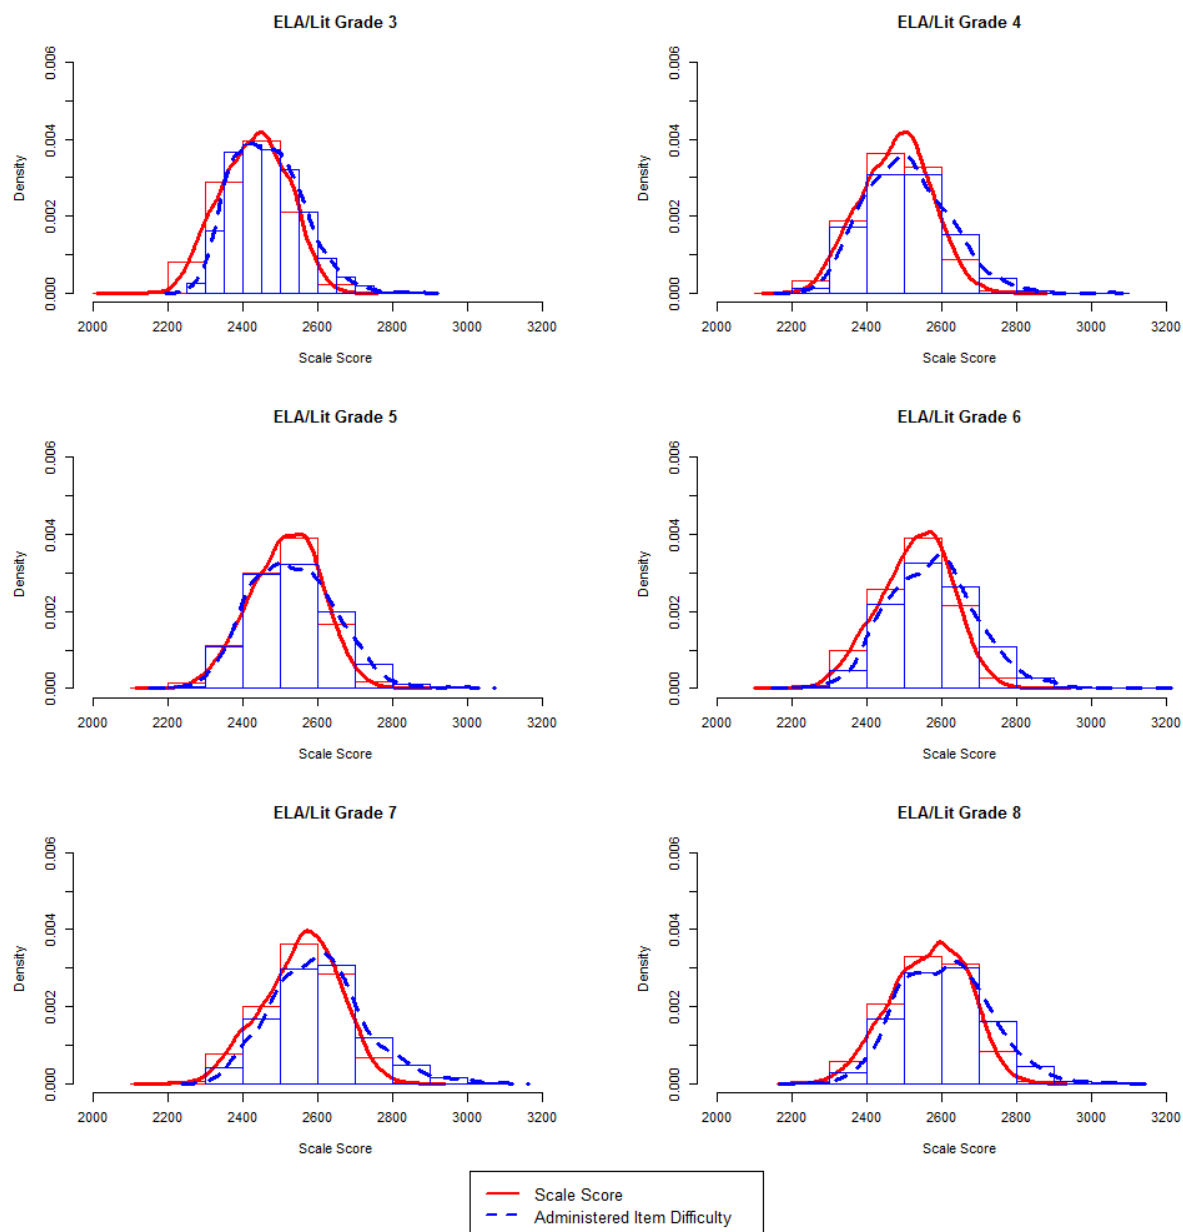 ELA/Lit Grade 3
Density
0.000 0.002 0.004 0.006
2000 2200 2400 2600 2800 3000 3200
Scale Score
ELA/Lit Grade 4
Density
0.000 0.002 0.004 0.006
2000 2200 2400 2600 2800 3000 3200
Scale Score
ELA/Lit Grade 5
Density
0.000 0.002 0.004 0.006
2000 2200 2400 2600 2800 3000 3200
Scale Score
ELA/Lit Grade 6
Density
0.000 0.002 0.004 0.006
2000 2200 2400 2600 2800 3000 3200
Scale Score
ELA/Lit Grade 7
Density
0.000 0.002 0.004 0.006
2000 2200 2400 2600 2800 3000 3200
Scale Score
ELA/Lit Grade 8
Density
0.000 0.002 0.004 0.006
2000 2200 2400 2600 2800 3000 3200
Scale Score
Scale Score
Administered Item Difficulty